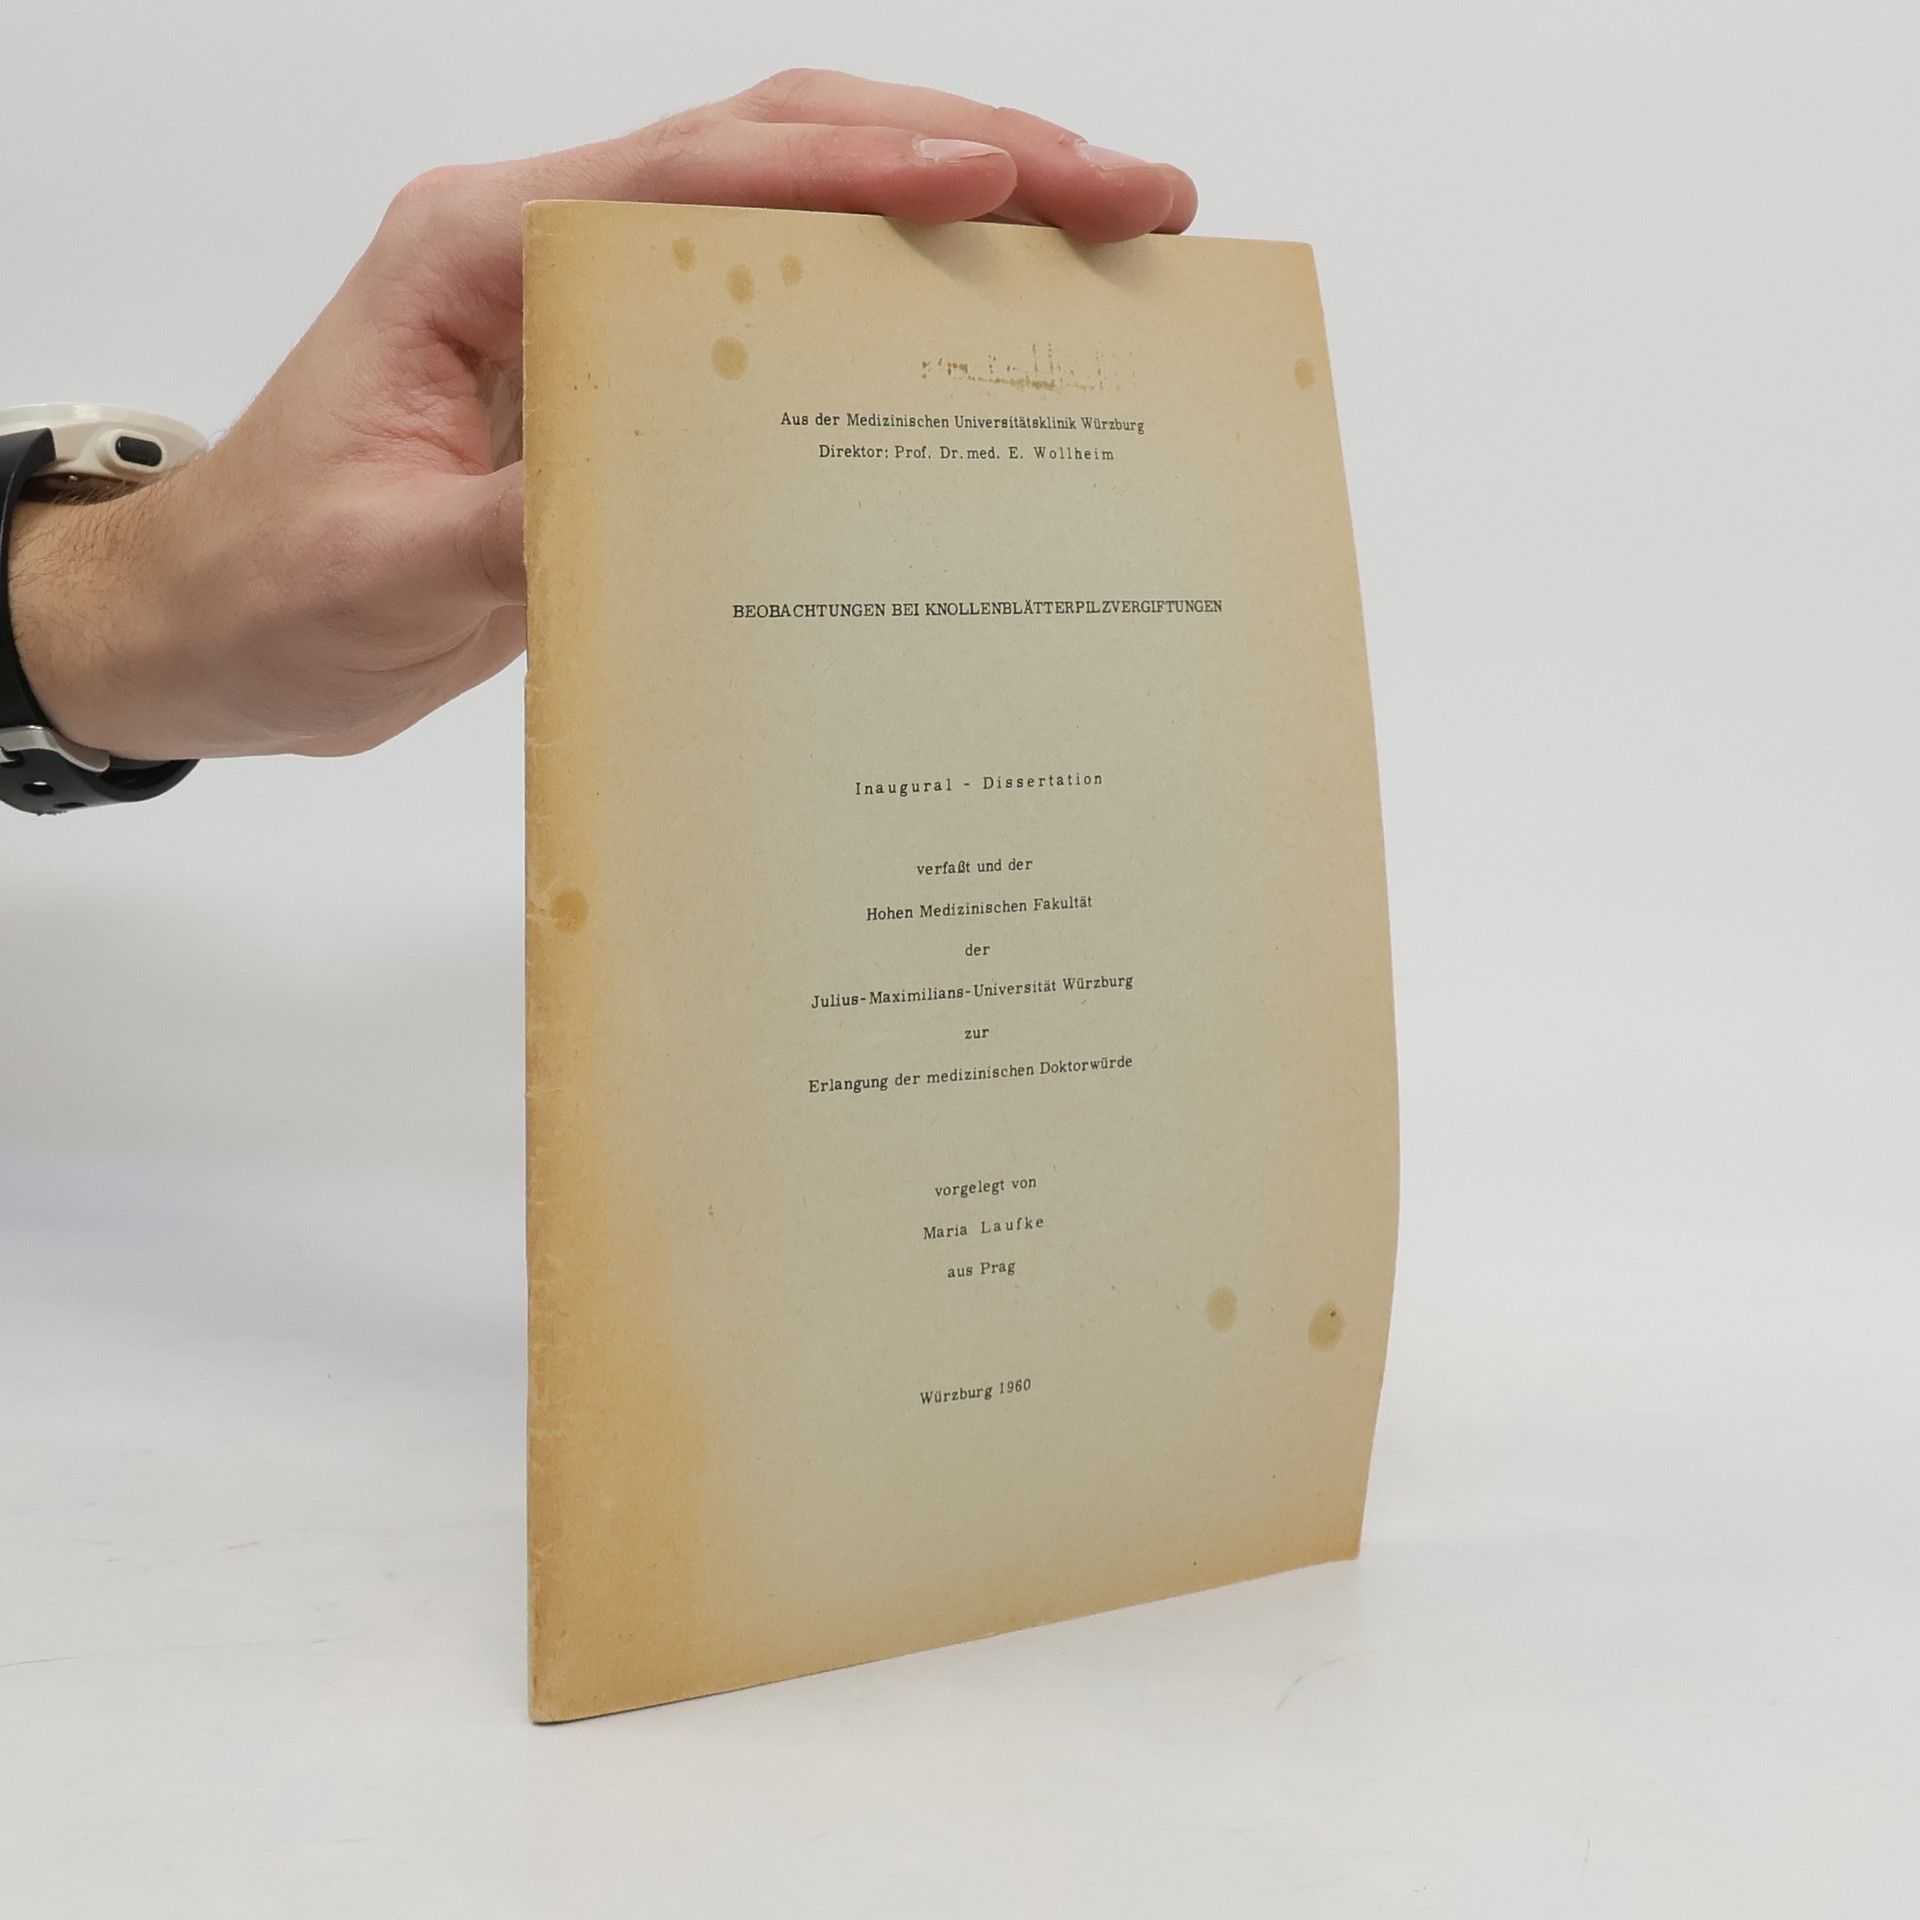 Aus der Medizinischen Universitätsklinik Würzburg
Direktor: Prof. Dr. med. E. Wollheim
BEOBACHTUNGEN BEI KNOLLENBLÄTTERPILZVERGIFTUNGEN
Inaugural - Dissertation
verfaßt und der
Hohen Medizinischen Fakultät
der
Julius-Maximilians-Universität Würzburg
zur
Erlangung der medizinischen Doktorwürde
vorgelegt von
Maria Laufke
aus Prag
Würzburg 1960